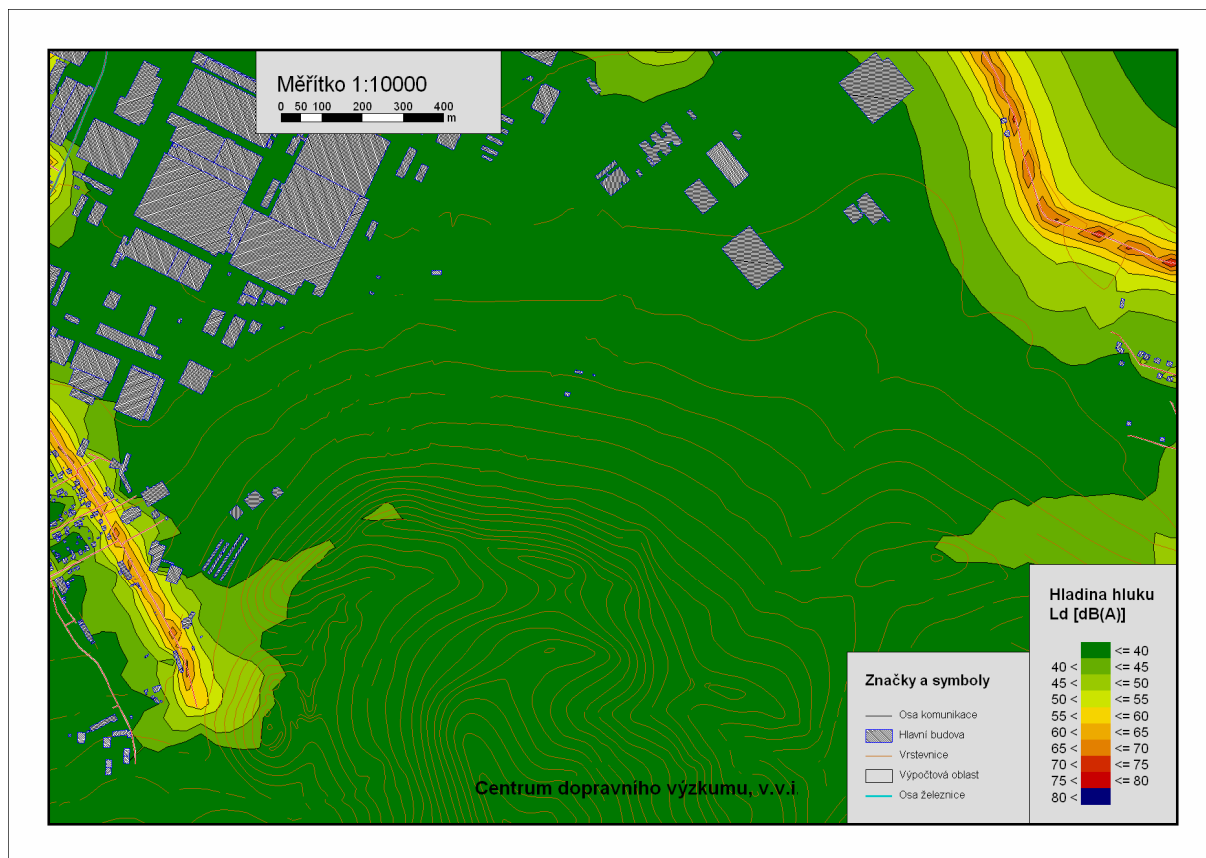 Měřítko 1:10000
0 50 100 200 300 400
m
Hladina hluku
Ld [dB(A)]
<= 40
40 < <= 45
45 < <= 50
50 < <= 55
55 < <= 60
60 < <= 65
65 < <= 70
70 < <= 75
75 < <= 80
80 <
Značky a symboly
Osa komunikace
Hlavní budova
Vrstevnice
Výpočtová oblast
Osa železnice
Centrum dopravního výzkumu, v.v.i